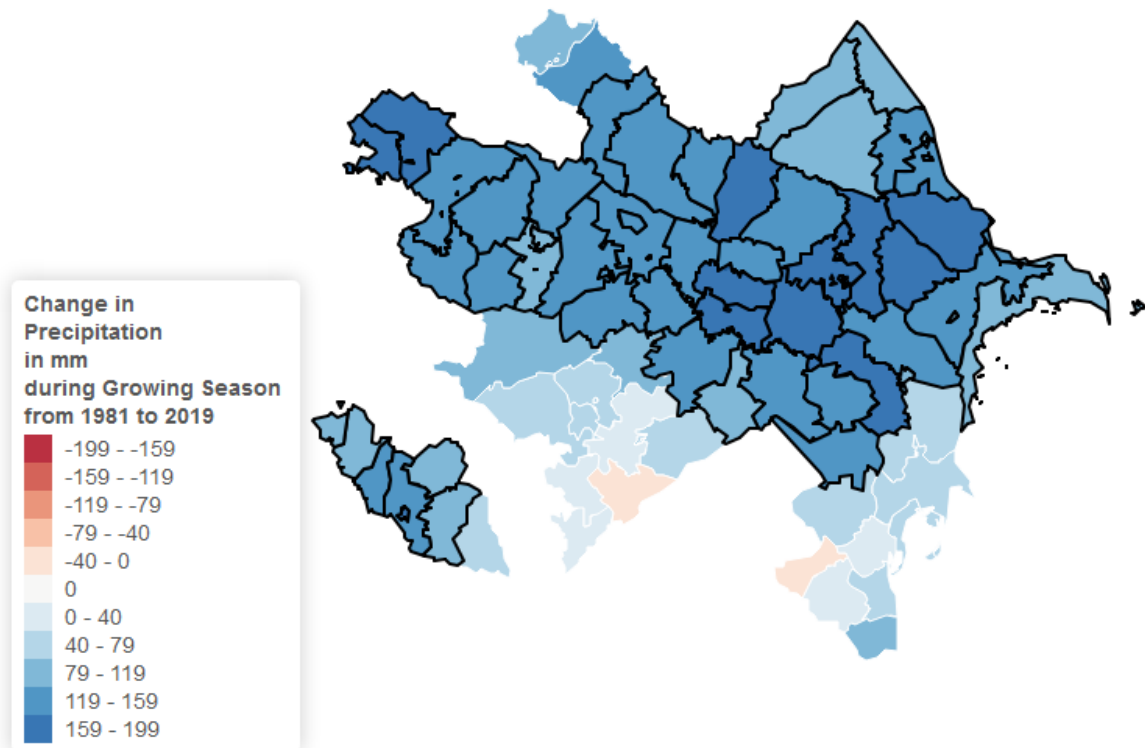 Change in
Precipitation
in mm
during Growing Season
from 1981 to 2019
-199 - -159
-159 - -119
-119 - -79
-79 - -40
-40 - 0
0
0 - 40
40 - 79
79 - 119
119 - 159
159 - 199